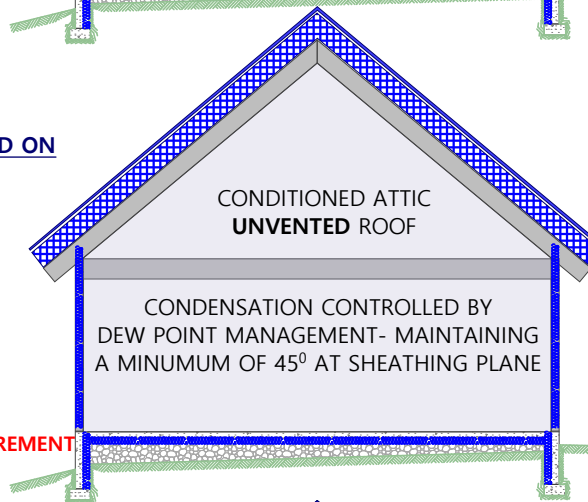 D ON
CONDITIONED ATTIC
UNVENTED ROOF
CONDENSATION CONTROLLED BY
DEW POINT MANAGEMENT- MAINTAINING
A MINUMUM OF 45⁰ AT SHEATHING PLANE
REMENT